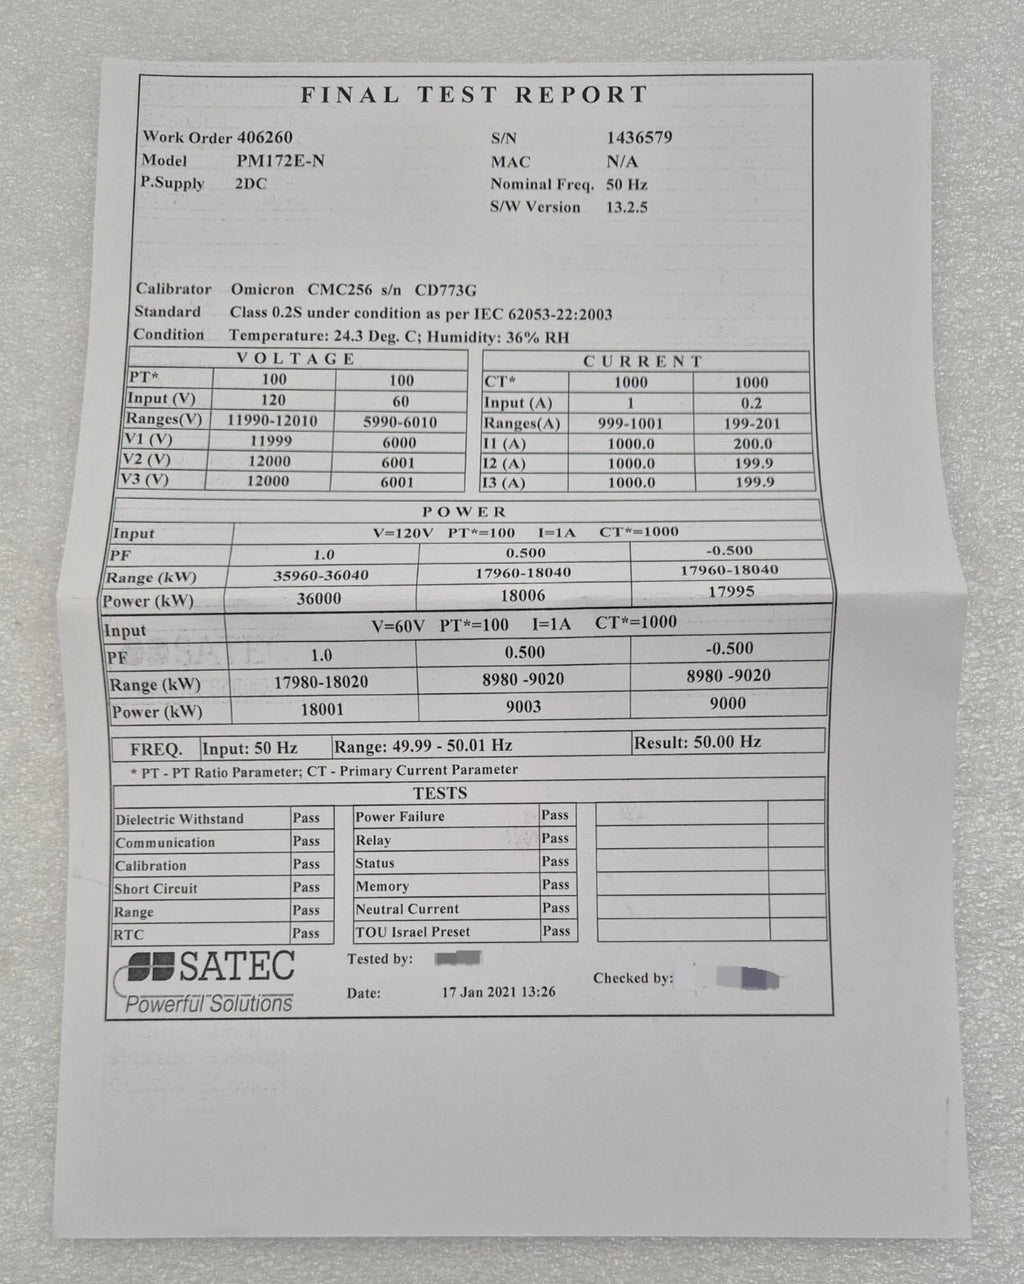 FINAL TEST REPORT
Work Order 406260 S/N 1436579
Model PM172E-N MAC N/A
P.Supply 2DC Nominal Freq. 50 Hz
S/W Version 13.2.5
Calibrator Omicron CMC256 s/n CD773G
Standard Class 0.2S under condition as per IEC 62053-22:2003
Condition Temperature: 24.3 Deg. C; Humidity: 36% RH
VOLTAGE CURRENT
PT* 100 100 CT* 1000 1000
Input (V) 120 60 Input (A) 1 0.2
Ranges(V) 11990-12010 5990-6010 Ranges(A) 999-1001 199-201
V1 (V) 11999 6000 I1 (A) 1000.0 200.0
V2 (V) 12000 6001 I2 (A) 1000.0 199.9
V3 (V) 12000 6001 I3 (A) 1000.0 199.9
POWER
Input V=120V PT*=100 I=1A CT*=1000
PF 1.0 0.500 -0.500
Range (kW) 35960-36040 17960-18040 17960-18040
Power (kW) 36000 18006 17995
Input V=60V PT*=100 I=1A CT*=1000
PF 1.0 0.500 -0.500
Range (kW) 17980-18020 8980 -9020 8980 -9020
Power (kW) 18001 9003 9000
FREQ. Input: 50 Hz Range: 49.99 - 50.01 Hz Result: 50.00 Hz
* PT - PT Ratio Parameter; CT - Primary Current Parameter
TESTS
Dielectric Withstand Pass Power Failure Pass
Communication Pass Relay Pass
Calibration Pass Status Pass
Short Circuit Pass Memory Pass
Range Pass Neutral Current Pass
RTC Pass TOU Israel Preset Pass
SATEC
Powerful Solutions
Tested by:
Checked by:
Date: 17 Jan 2021 13:26